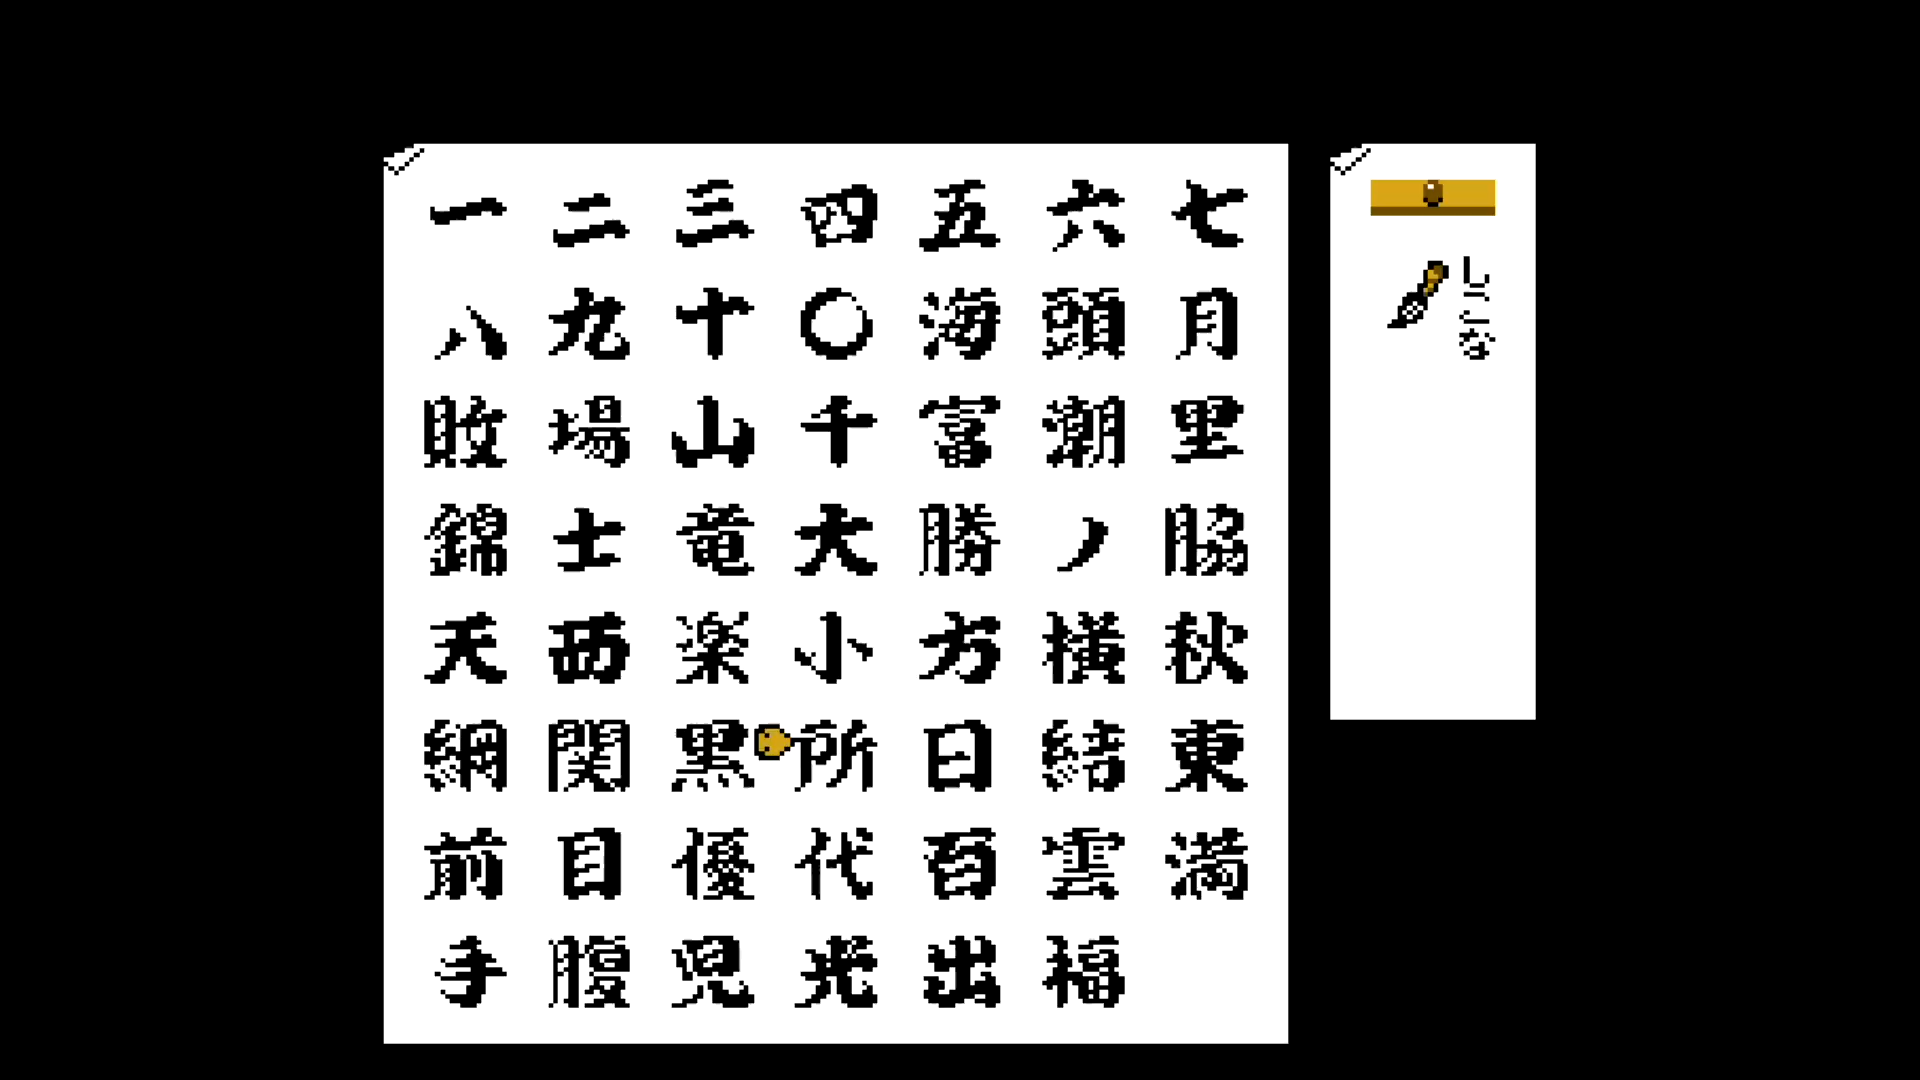 一 二 三 四 五 六 七
八 九 十 〇 海 頭 月
敗 場 山 千 富 潮 里
錦 士 竜 大 勝 ノ 脇
天 西 楽 小 方 横 秋
網 関 黒 所 日 結 東
前 目 優 代 百 雲 満
手 腹 児 光 出 福
しこな